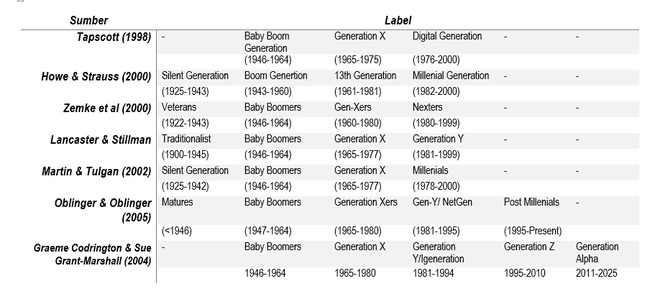 Sumber Label
Tapscott (1998) - Baby Boom Generation X Digital Generation - -
Generation
(1946-1964) (1965-1975) (1976-2000)
Howe & Strauss (2000) Silent Generation Boom Genertion 13th Generation Millenial Generation - -
(1925-1943) (1943-1960) (1961-1981) (1982-2000)
Zemke et al (2000) Veterans Baby Boomers Gen-Xers Nexters - -
(1922-1943) (1946-1964) (1960-1980) (1980-1999)
Lancaster & Stillman Traditionalist Baby Boomers Generation X Generation Y - -
(1900-1945) (1946-1964) (1965-1977) (1981-1999)
Martin & Tulgan (2002) Silent Generation Baby Boomers Generation X Millenials - -
(1925-1942) (1946-1964) (1965-1977) (1978-2000)
Oblinger & Oblinger Matures Baby Boomers Generation Xers Gen-Y/ NetGen Post Millenials -
(2005)
(<1946) (1947-1964) (1965-1980) (1981-1995) (1995-Present)
Graeme Codrington & Sue - Baby Boomers Generation X Generation Generation Z Generation
Grant-Marshall (2004) Y/Igeneration Alpha
1946-1964 1965-1980 1981-1994 1995-2010 2011-2025